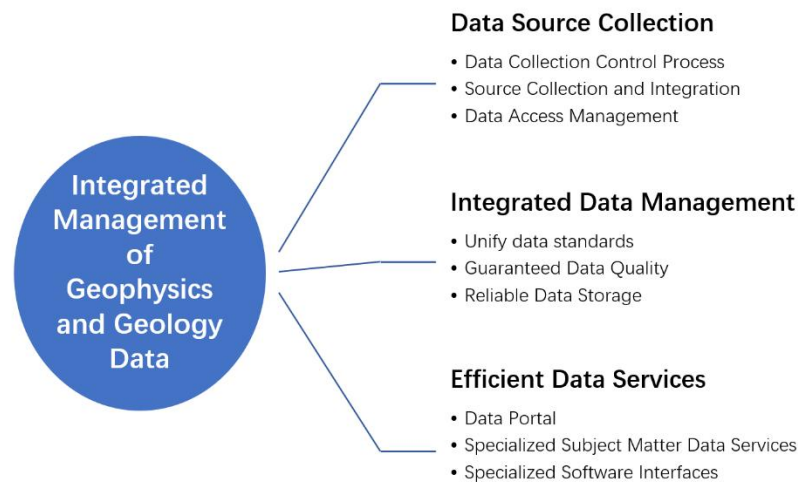 Integrated
Management
of
Geophysics
and Geology
Data
Data Source Collection
• Data Collection Control Process
• Source Collection and Integration
• Data Access Management
Integrated Data Management
• Unify data standards
• Guaranteed Data Quality
• Reliable Data Storage
Efficient Data Services
• Data Portal
• Specialized Subject Matter Data Services
• Specialized Software Interfaces